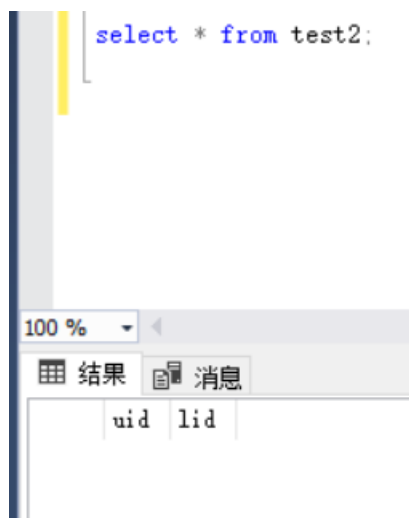 select * from test2;
100 %
结果 消息
uid lid